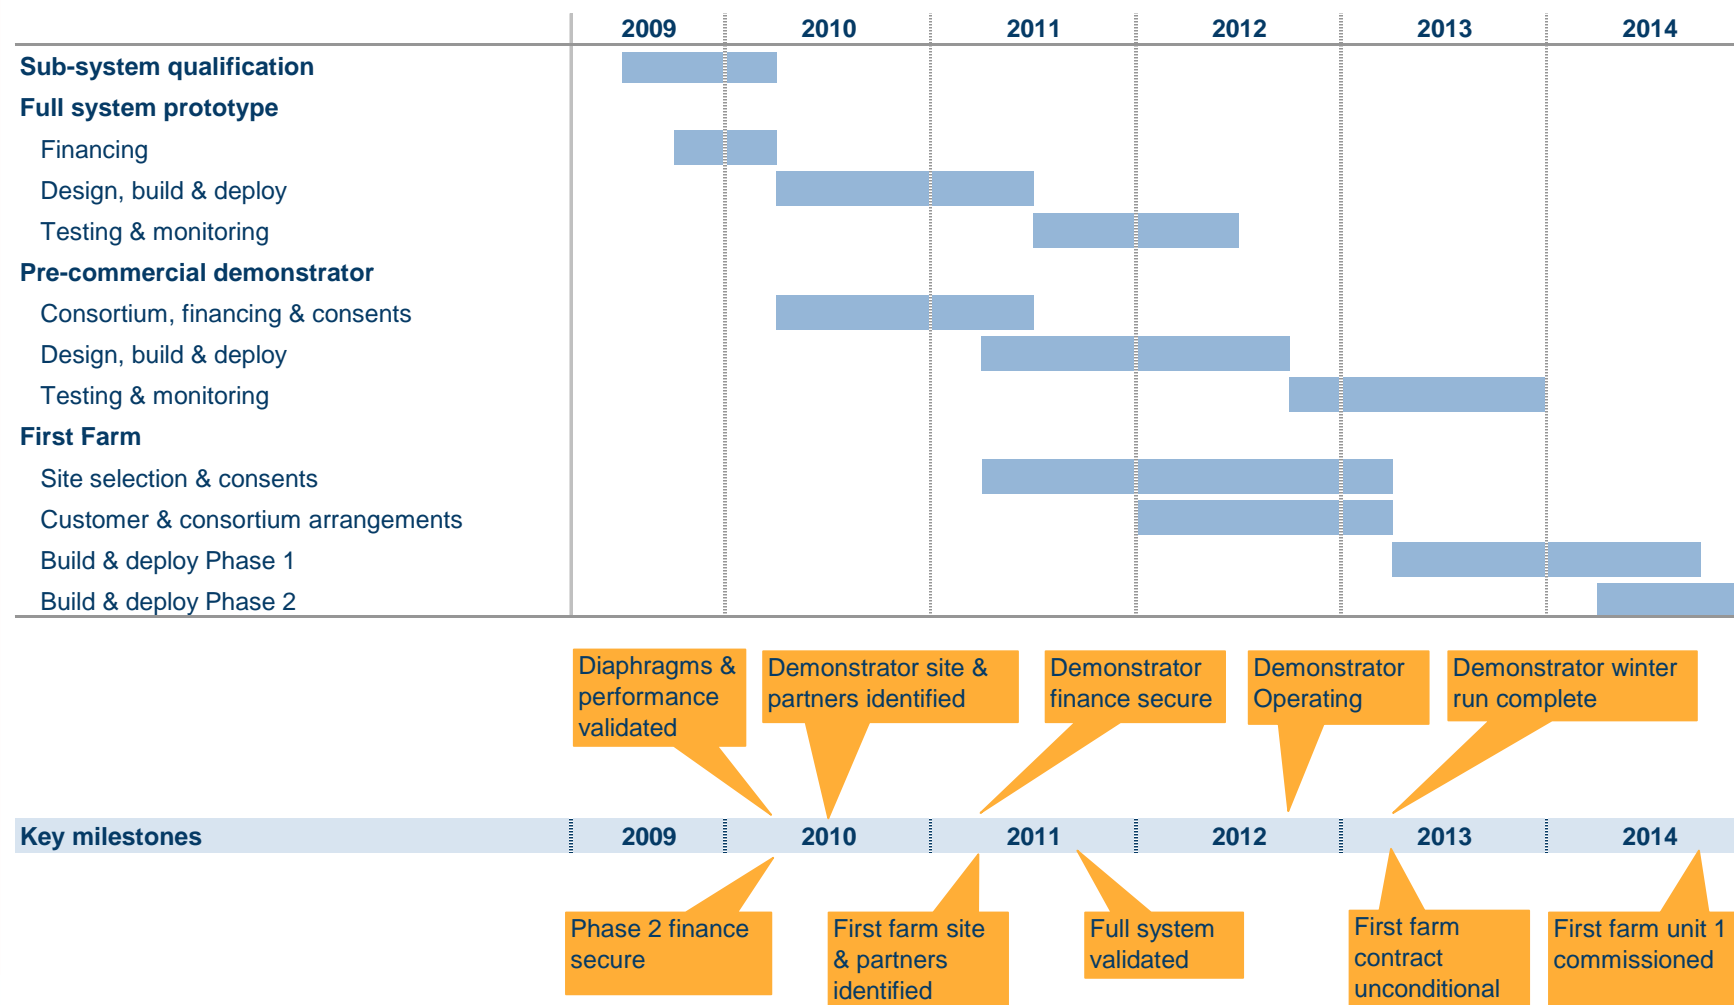 2009 2010 2011 2012 2013 2014
Sub-system qualification
Full system prototype
Financing
Design, build & deploy
Testing & monitoring
Pre-commercial demonstrator
Consortium, financing & consents
Design, build & deploy
Testing & monitoring
First Farm
Site selection & consents
Customer & consortium arrangements
Build & deploy Phase 1
Build & deploy Phase 2
Diaphragms &
performance
validated
Demonstrator site &
partners identified
Demonstrator
finance secure
Demonstrator
Operating
Demonstrator winter
run complete
Key milestones 2009 2010 2011 2012 2013 2014
Phase 2 finance
secure
First farm site
& partners
identified
Full system
validated
First farm
contract
unconditional
First farm unit 1
commissioned